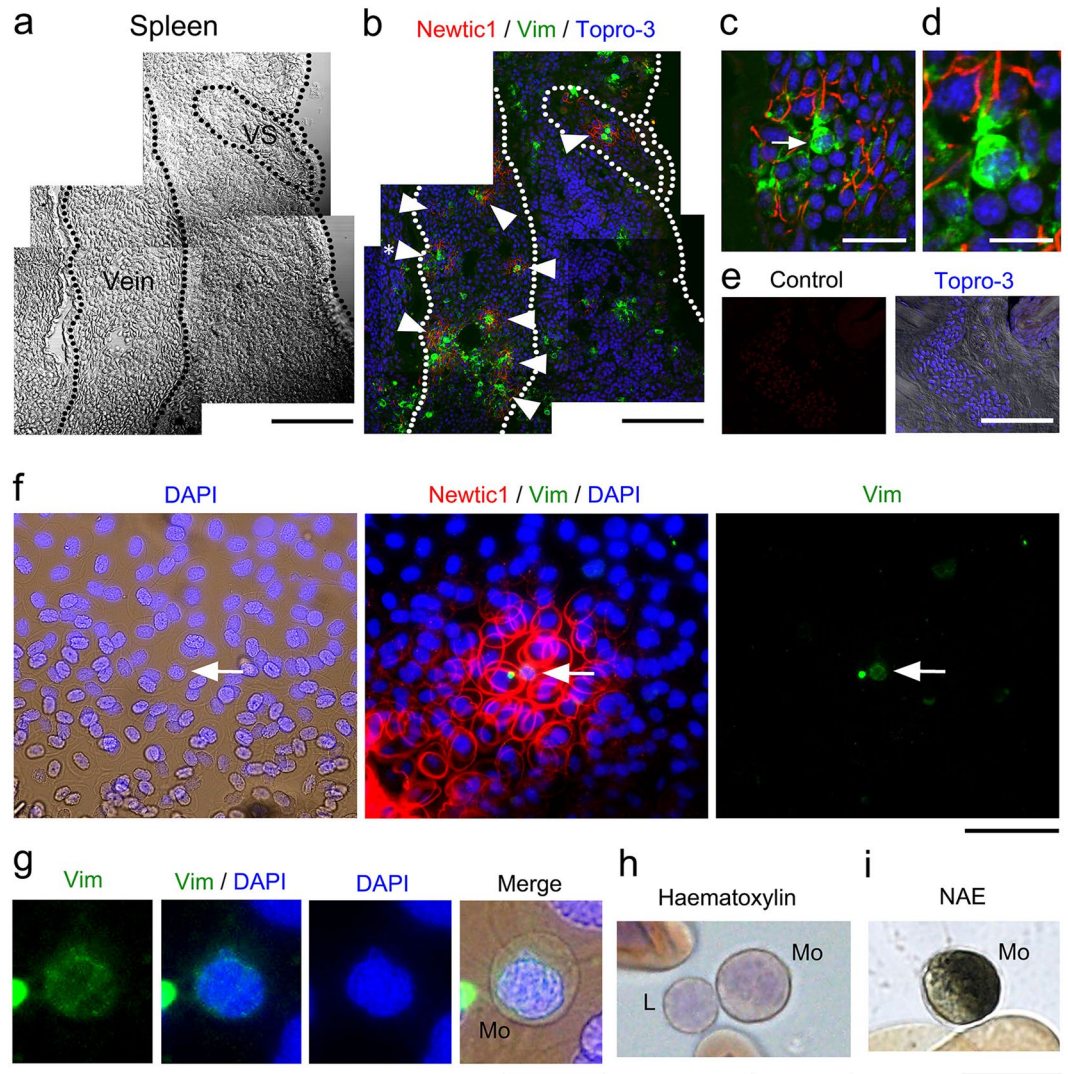 a Spleen
b Newtic1 / Vim / Topro-3
c
d
VS
Vein
*
e Control Topro-3
f
DAPI
Newtic1 / Vim / DAPI
Vim
g
Vim
Vim / DAPI
DAPI
Merge
Mo
h
Haematoxylin
Mo
L
i
NAE
Mo